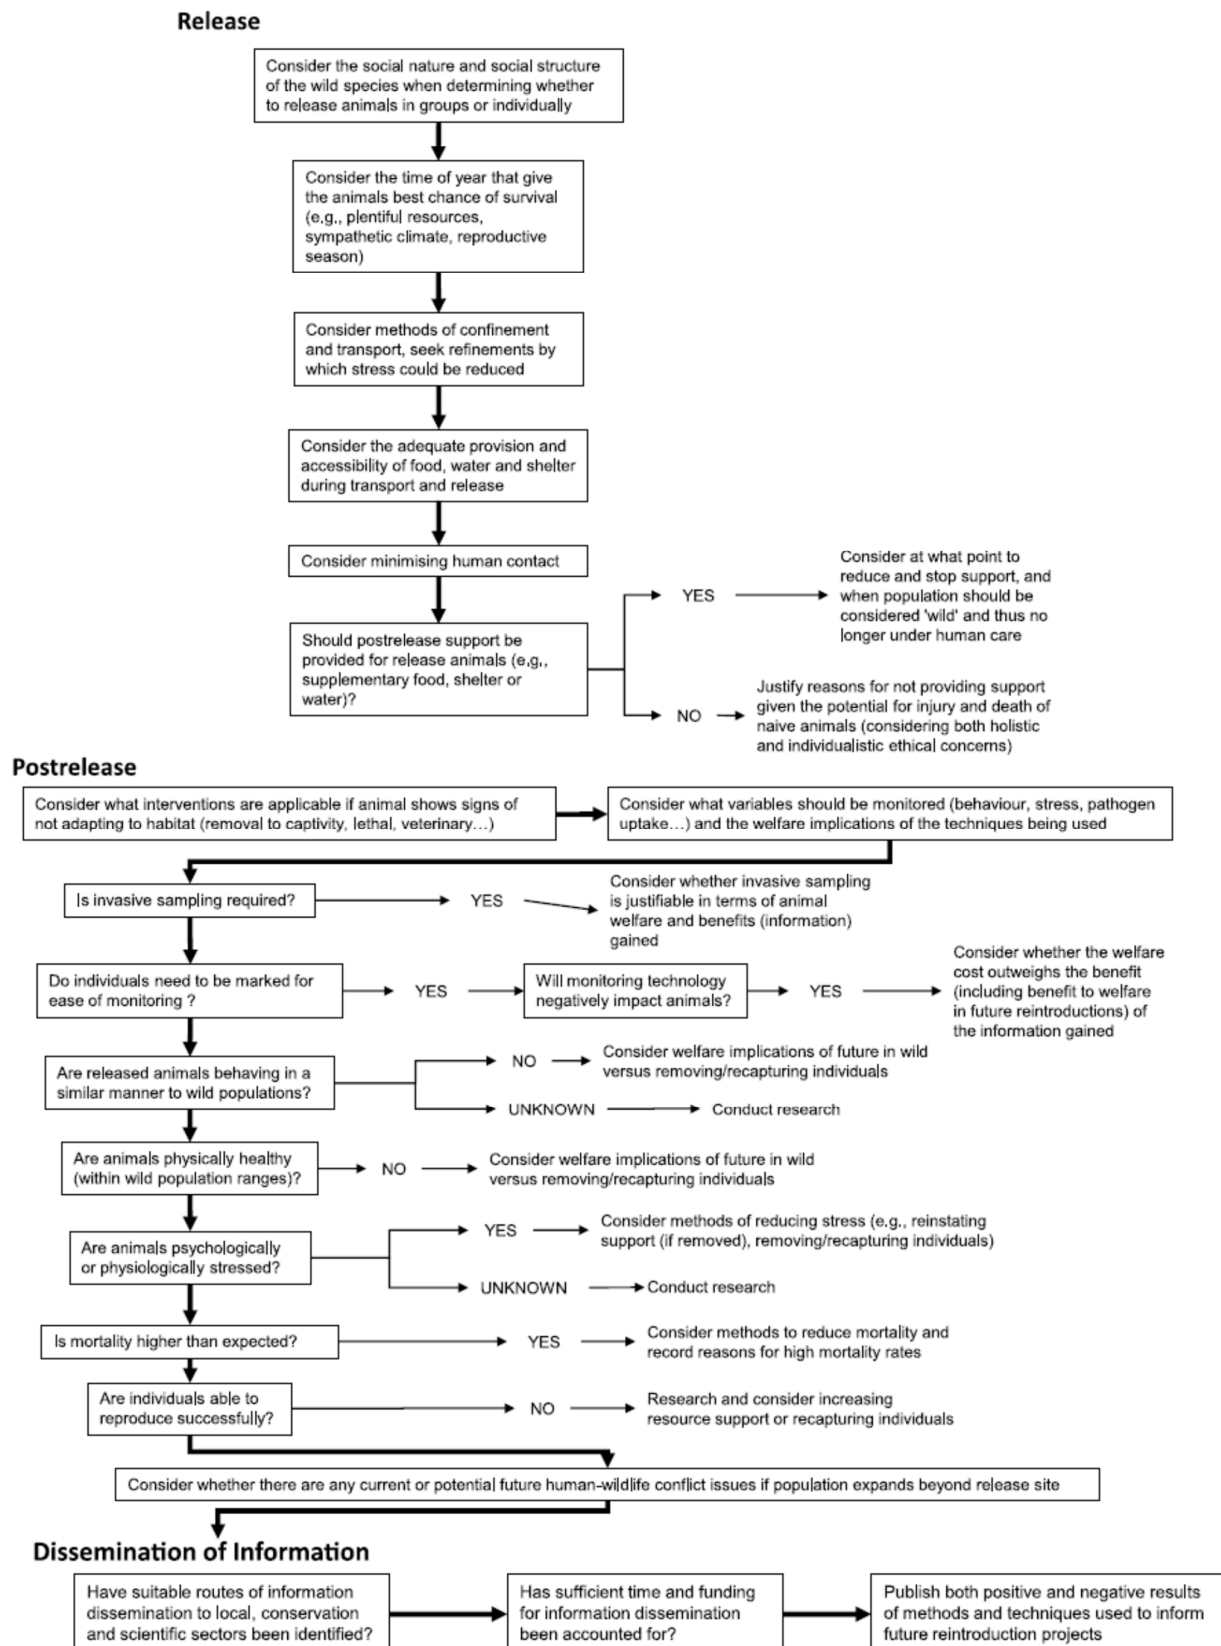 Release
Consider the social nature and social structure
of the wild species when determining whether
to release animals in groups or individually
Consider the time of year that give
the animals best chance of survival
(e.g., plentiful resources,
sympathetic climate, reproductive
season)
Consider methods of confinement
and transport, seek refinements by
which stress could be reduced
Consider the adequate provision and
accessibility of food, water and shelter
during transport and release
Consider minimising human contact
Should postrelease support be
provided for release animals (e.g.,
supplementary food, shelter or
water)?
YES
Consider at what point to
reduce and stop support, and
when population should be
considered 'wild' and thus no
longer under human care
NO
Justify reasons for not providing support
given the potential for injury and death of
naive animals (considering both holistic
and individualistic ethical concerns)
Postrelease
Consider what interventions are applicable if animal shows signs of
not adapting to habitat (removal to captivity, lethal, veterinary...)
Consider what variables should be monitored (behaviour, stress, pathogen
uptake...) and the welfare implications of the techniques being used
Is invasive sampling required?
YES
Consider whether invasive sampling
is justifiable in terms of animal
welfare and benefits (information)
gained
Do individuals need to be marked for
ease of monitoring ?
YES
Will monitoring technology
negatively impact animals?
YES
Consider whether the welfare
cost outweighs the benefit
(including benefit to welfare
in future reintroductions) of
the information gained
Are released animals behaving in a
similar manner to wild populations?
NO
Consider welfare implications of future in wild
versus removing/recapturing individuals
UNKNOWN
Conduct research
Are animals physically healthy
(within wild population ranges)?
NO
Consider welfare implications of future in wild
versus removing/recapturing individuals
Are animals psychologically
or physiologically stressed?
YES
Consider methods of reducing stress (e.g., reinstating
support (if removed), removing/recapturing individuals)
UNKNOWN
Conduct research
Is mortality higher than expected?
YES
Consider methods to reduce mortality and
record reasons for high mortality rates
Are individuals able to
reproduce successfully?
NO
Research and consider increasing
resource support or recapturing individuals
Consider whether there are any current or potential future human-wildlife conflict issues if population expands beyond release site
Dissemination of Information
Have suitable routes of information
dissemination to local, conservation
and scientific sectors been identified?
Has sufficient time and funding
for information dissemination
been accounted for?
Publish both positive and negative results
of methods and techniques used to inform
future reintroduction projects